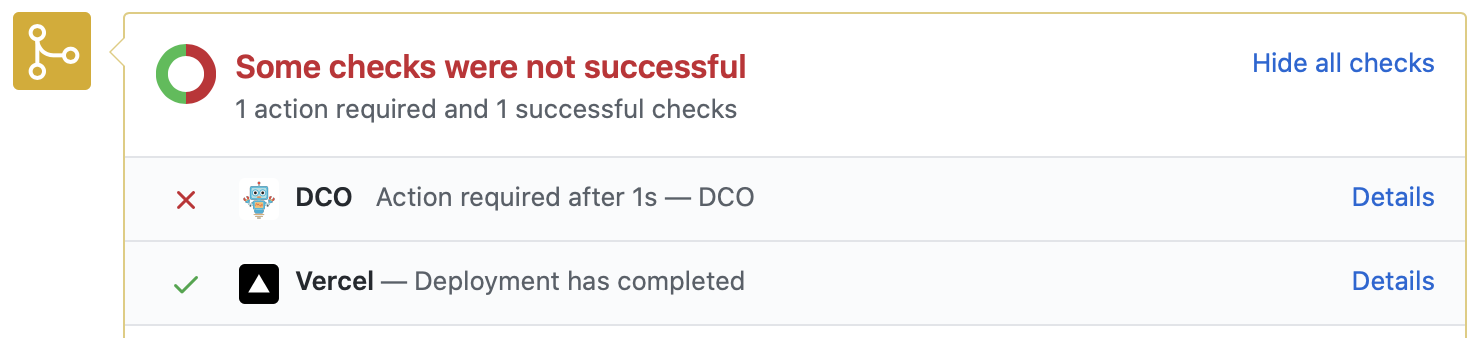 Some checks were not successful
Hide all checks
1 action required and 1 successful checks
DCO Action required after 1s — DCO
Details
Vercel — Deployment has completed
Details